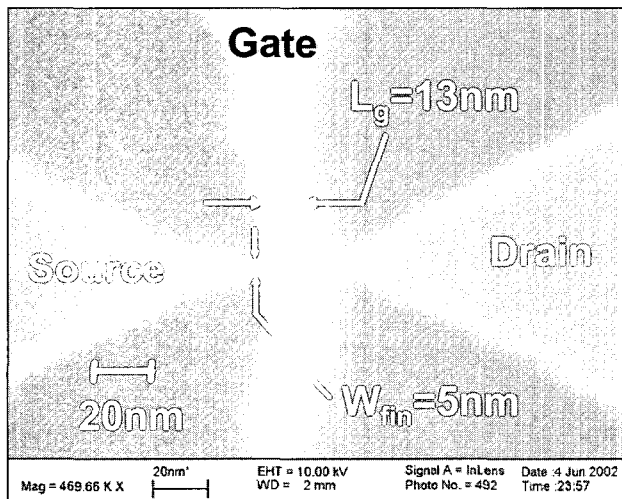 Gate
Lg=13nm
Source
Drain
20nm
Wfin=5nm
Mag = 469.66 K X
20nm*
EHT = 10.00 kV
WD = 2 mm
Signal A = InLens
Photo No. = 492
Date :4 Jun 2002
Time :23:57